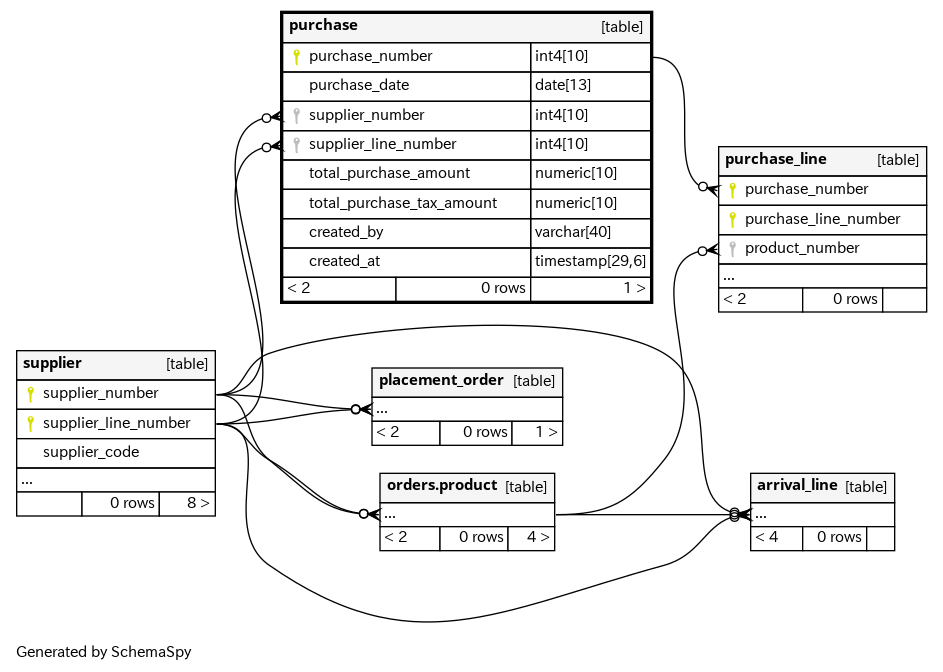 purchase [table]
purchase_number int4[10]
purchase_date date[13]
supplier_number int4[10]
supplier_line_number int4[10]
total_purchase_amount numeric[10]
total_purchase_tax_amount numeric[10]
created_by varchar[40]
created_at timestamp[29,6]
< 2 0 rows 1 >
purchase_line [table]
purchase_number
purchase_line_number
product_number
...
< 2 0 rows
supplier [table]
supplier_number
supplier_line_number
supplier_code
...
0 rows 8 >
placement_order [table]
...
< 2 0 rows 1 >
orders.product [table]
...
< 2 0 rows 4 >
arrival_line [table]
...
< 4 0 rows
Generated by SchemaSpy